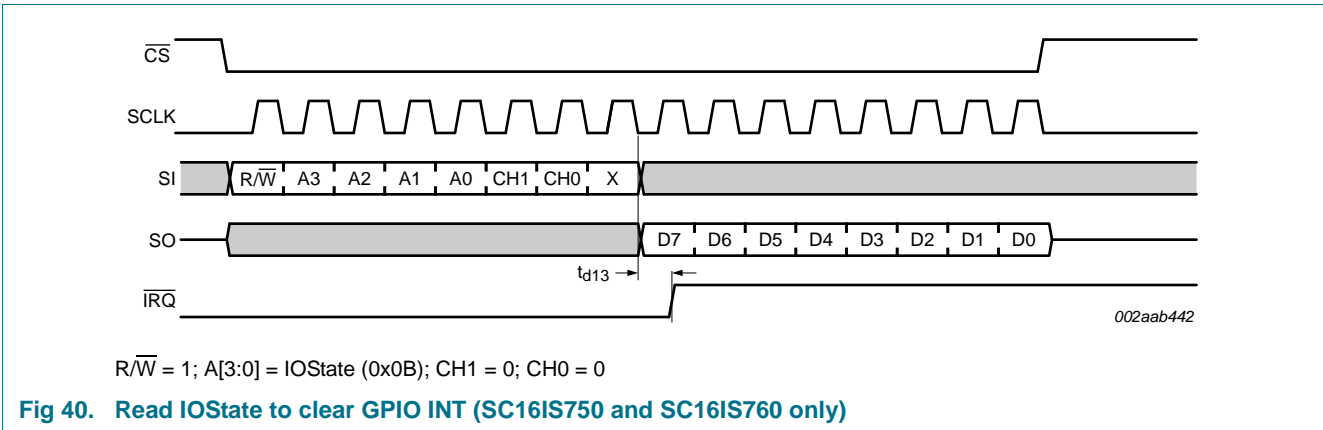 CS
SCLK
SI R/W A3 A2 A1 A0 CH1 CH0 X
SO D7 D6 D5 D4 D3 D2 D1 D0
td13
IRQ
002aab442
R/W = 1; A[3:0] = IOState (0x0B); CH1 = 0; CH0 = 0
Fig 40. Read IOState to clear GPIO INT (SC16IS750 and SC16IS760 only)